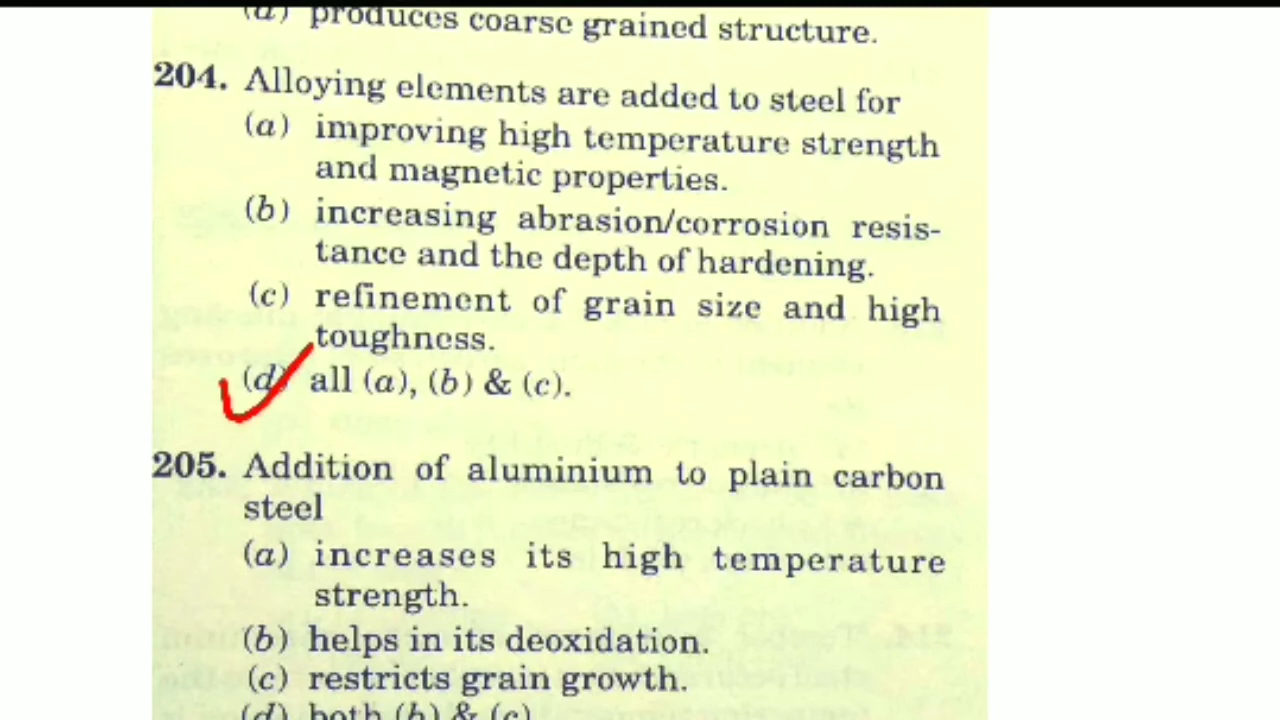 (d) produces coarse grained structure.
204. Alloying elements are added to steel for
(a) improving high temperature strength
and magnetic properties.
(b) increasing abrasion/corrosion resis-
tance and the depth of hardening.
(c) refinement of grain size and high
toughness.
(d) all (a), (b) & (c).
205. Addition of aluminium to plain carbon
steel
(a) increases its high temperature
strength.
(b) helps in its deoxidation.
(c) restricts grain growth.
(d) both (b) & (c)